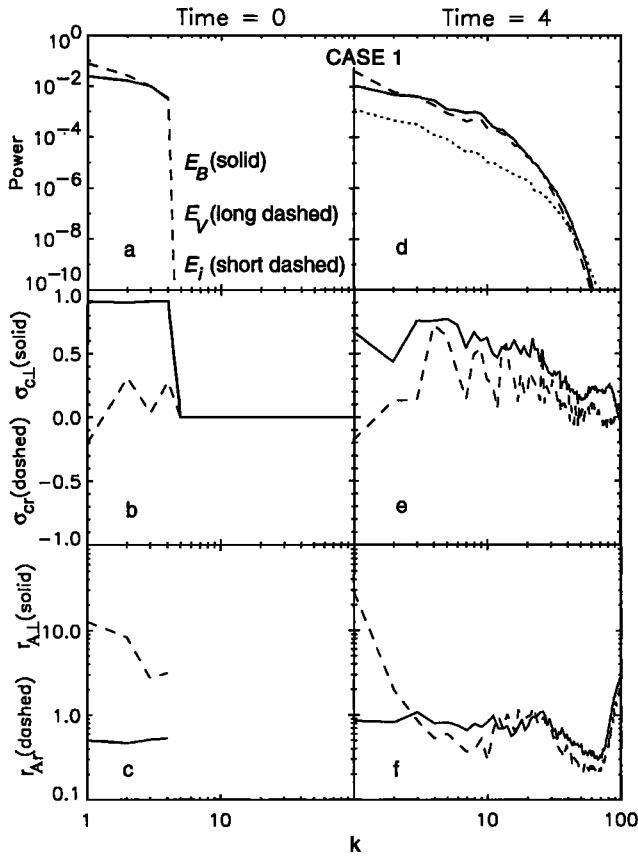 Time = 0
Time = 4
CASE 1
Power
10^0
10^-2
10^-4
10^-6
10^-8
10^-10
E_B (solid)
E_V (long dashed)
E_i (short dashed)
a
d
σ_cr (dashed) σ_c⊥ (solid)
1.0
0.5
0.0
-0.5
-1.0
b
e
r_Ar (dashed) r_A⊥ (solid)
10.0
1.0
0.1
c
f
1
10
10
100
k